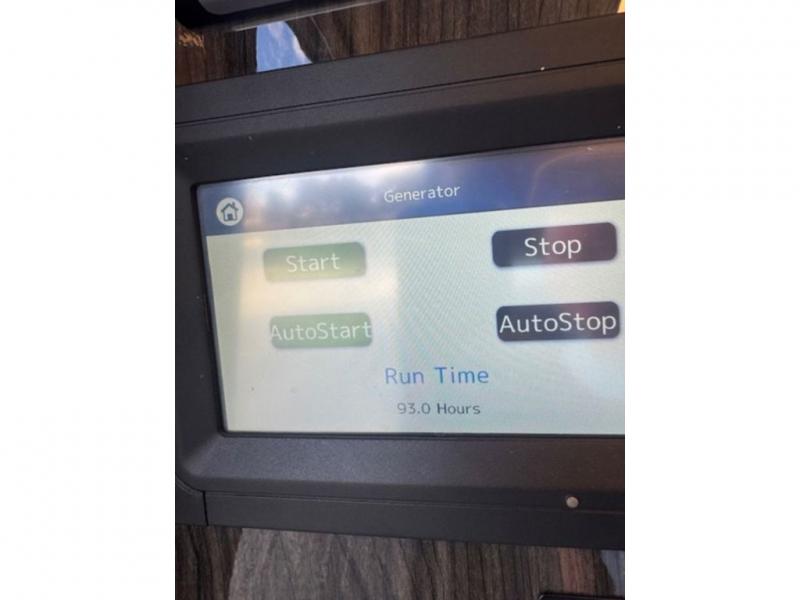 Generator
Start
Stop
AutoStart
AutoStop
Run Time
93.0 Hours